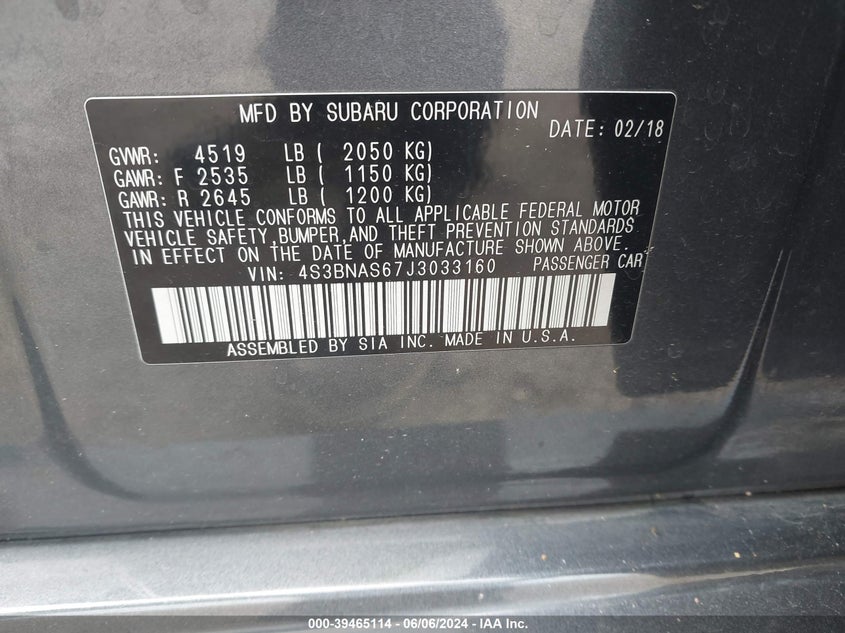 MFD BY SUBARU CORPORATION
DATE: 02/18
GVWR: 4519 LB ( 2050 KG)
GAWR: F 2535 LB ( 1150 KG)
GAWR: R 2645 LB ( 1200 KG)
THIS VEHICLE CONFORMS TO ALL APPLICABLE FEDERAL MOTOR
VEHICLE SAFETY,BUMPER,AND THEFT PREVENTION STANDARDS
IN EFFECT ON THE DATE OF MANUFACTURE SHOWN ABOVE.
VIN: 4S3BNAS67J3033160 PASSENGER CAR
ASSEMBLED BY SIA INC. MADE IN U.S.A.
000-39465114 - 06/06/2024 - IAA Inc.